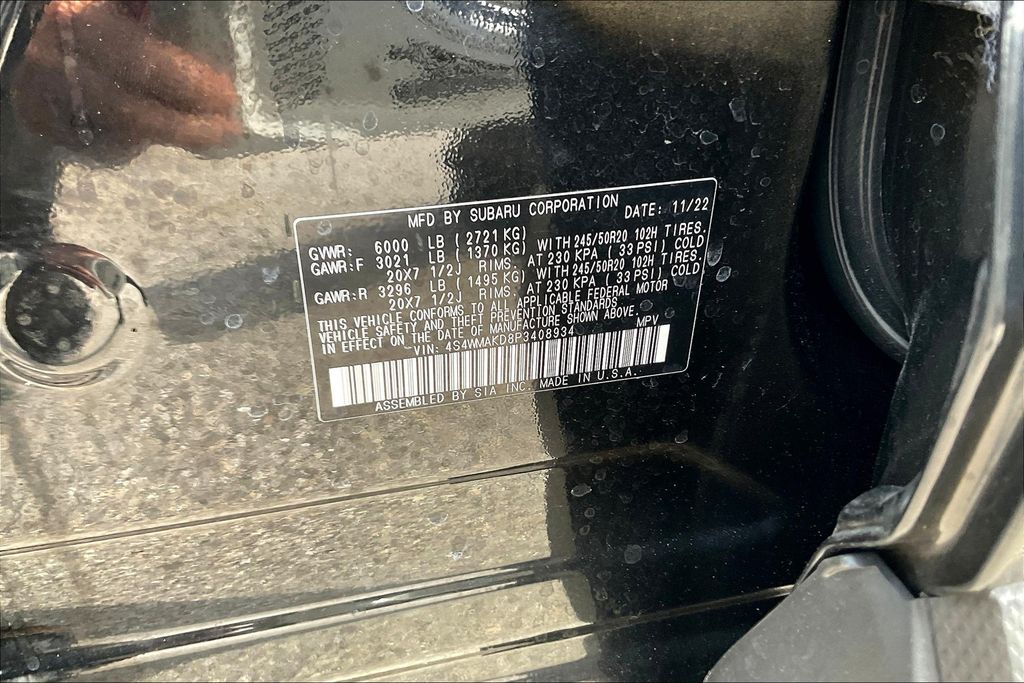 MFD BY SUBARU CORPORATION DATE: 11/22
GVWR: 6000 LB (2721 KG)
GAWR:F 3021 LB (1370 KG) WITH 245/50R20 102H TIRES.
20X7 1/2J RIMS. AT 230 KPA (33 PSI) COLD
GAWR:R 3296 LB (1495 KG) WITH 245/50R20 102H TIRES.
20X7 1/2J RIMS. AT 230 KPA (33 PSI) COLD
THIS VEHICLE CONFORMS TO ALL APPLICABLE FEDERAL MOTOR
VEHICLE SAFETY AND THEFT PREVENTION STANDARDS
IN EFFECT ON THE DATE OF MANUFACTURE SHOWN ABOVE.
VIN: 4S4WMAKD8P3408934 MPV
ASSEMBLED BY SIA INC. MADE IN U.S.A.